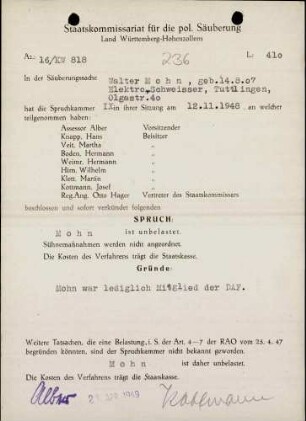 Staatskommissariat für die pol. Säuberung
Land Württemberg-Hohenzollern
Az.: 16/KW 818
236
L. 410
In der Säuberungssache Walter Mohn, geb.14.8.07
Elektro.Schweisser, Tuttlingen,
Olgastr.40
hat die Spruchkammer IX in ihrer Sitzung am 12.11.1948 an welcher
teilgenommen haben:
Assessor Alber Vorsitzender
Knapp, Hans Beisitzer
Veit, Martha "
Boden, Hermann "
Weiner, Hermann "
Hirn, Wilhelm "
Klett, Martin "
Kottmann, Josef "
Reg.Ang. Otto Hager Vertreter des Staatskommissars
beschlossen und sofort verkündet folgenden
SPRUCH:
Mohn ist unbelastet.
Sühnemaßnahmen werden nicht angeordnet.
Die Kosten des Verfahrens trägt die Staatskasse.
Gründe:
Mohn war lediglich Mitglied der DAF.
Weitere Tatsachen, die eine Belastung, i. S. der Art. 4–7 der RAO vom 25. 4. 47
begründen könnten, sind der Spruchkammer nicht bekannt geworden.
Mohn ist daher unbelastet.
Die Kosten des Verfahrens trägt die Staatskasse.
Alber
Kottmann